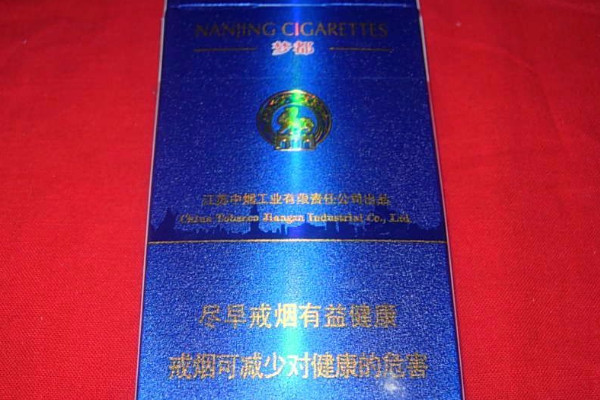 NANJING CIGARETTES
梦都
江苏中烟工业有限责任公司出品
China Tobacco Jiangsu Industrial Co., Ltd.
尽早戒烟有益健康
戒烟可减少对健康的危害